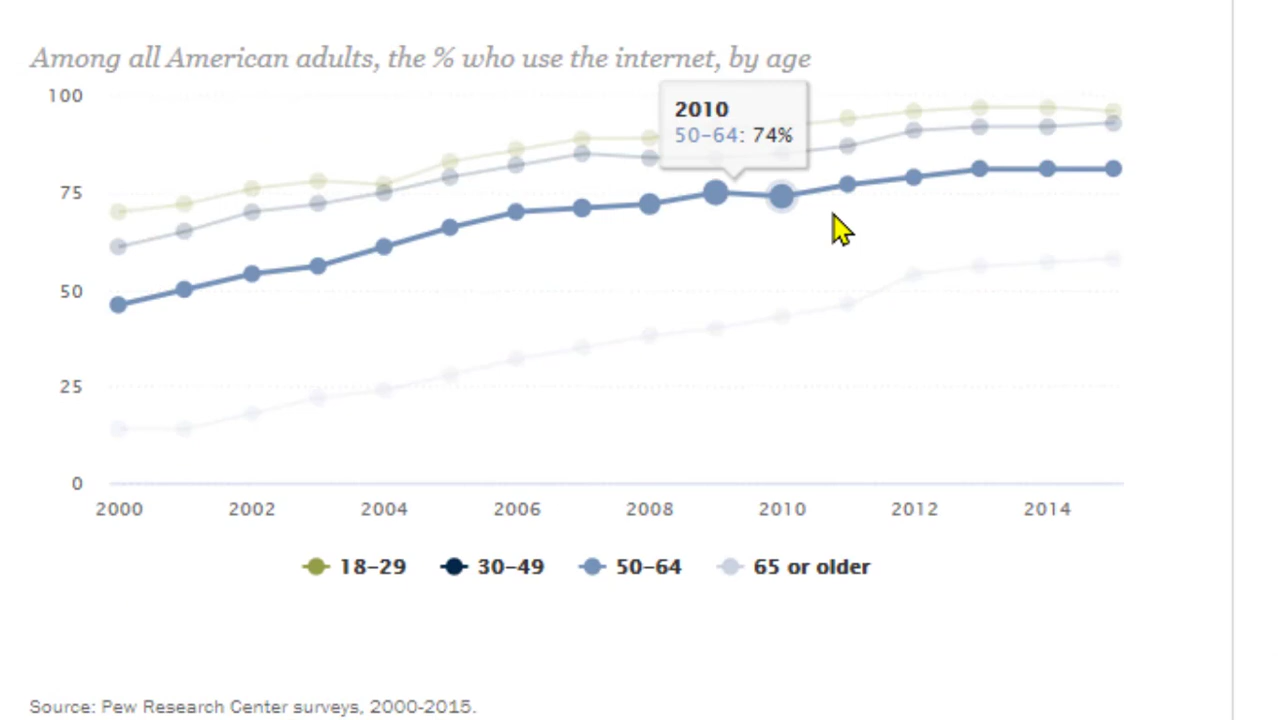 Among all American adults, the % who use the internet, by age
100
2010
50–64: 74%
75
50
25
0
2000 2002 2004 2006 2008 2010 2012 2014
18–29 30–49 50–64 65 or older
Source: Pew Research Center surveys, 2000-2015.